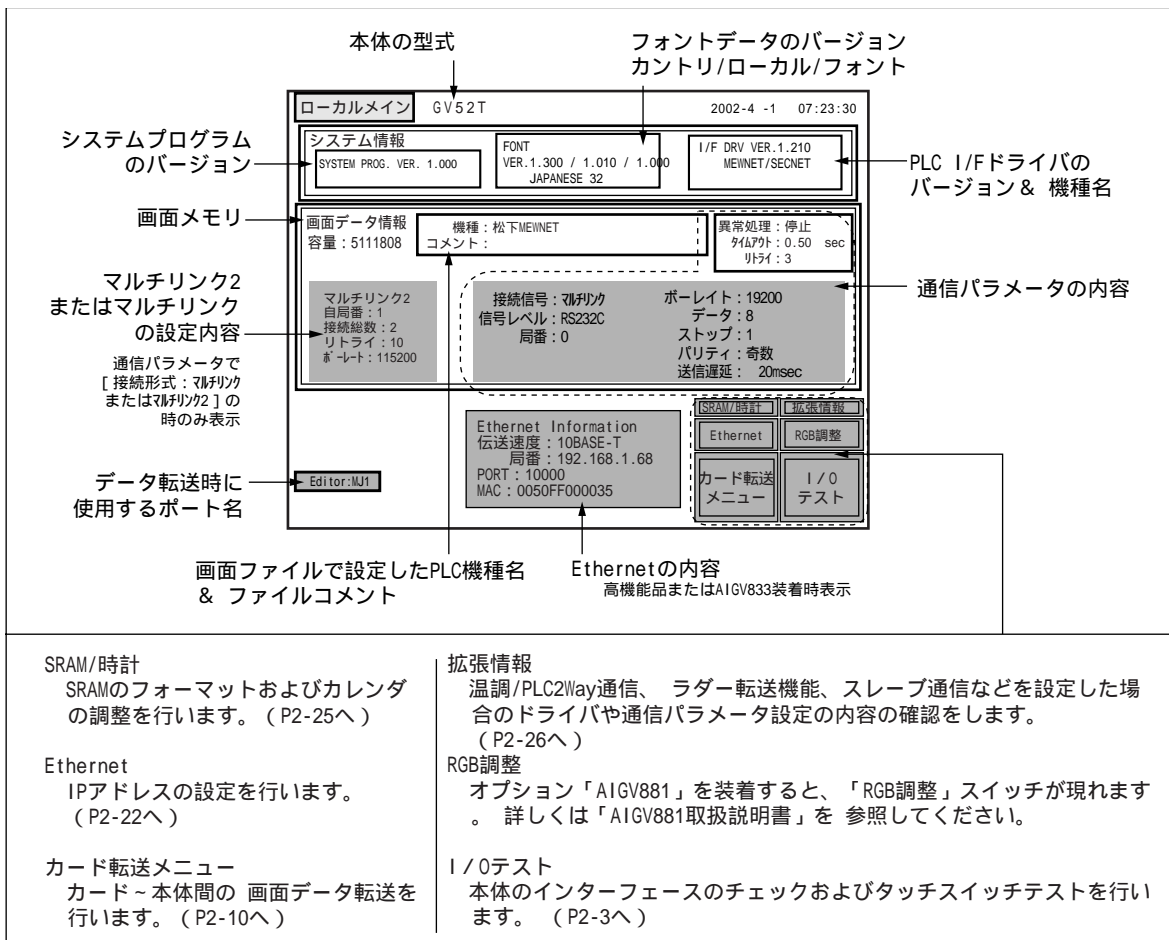 本体の型式
フォントデータのバージョン
カントリ/ローカル/フォント
ローカルメイン GV52T 2002-4 -1 07:23:30
システムプログラム
のバージョン
システム情報
SYSTEM PROG. VER. 1.000
FONT
VER.1.300 / 1.010 / 1.000
JAPANESE 32
I/F DRV VER.1.210
MEWNET/SECNET
PLC I/Fドライバの
バージョン& 機種名
画面メモリ
画面データ情報
容量：5111808
機種：松下MEWNET
コメント：
異常処理：停止
タイムアウト：0.50 sec
リトライ：3
マルチリンク2
またはマルチリンク
の設定内容
通信パラメータで
[ 接続形式：マルチリンク
またはマルチリンク2 ] の
時のみ表示
マルチリンク2
自局番：1
接続総数：2
リトライ：10
ボーレート：115200
接続信号：マルチリンク
信号レベル：RS232C
局番：0
ボーレイト：19200
データ：8
ストップ：1
パリティ：奇数
送信遅延： 20msec
通信パラメータの内容
SRAM/時計 拡張情報
Ethernet RGB調整
カード転送
メニュー
I/O
テスト
Ethernet Information
伝送速度：10BASE-T
局番：192.168.1.68
PORT：10000
MAC：0050FF000035
データ転送時に
使用するポート名
Editor:MJ1
画面ファイルで設定したPLC機種名
& ファイルコメント
Ethernetの内容
高機能品またはAIGV833装着時表示
SRAM/時計
SRAMのフォーマットおよびカレンダ
の調整を行います。（P2-25へ）
Ethernet
IPアドレスの設定を行います。
（P2-22へ）
カード転送メニュー
カード~本体間の 画面データ転送を
行います。（P2-10へ）
拡張情報
温調/PLC2Way通信、 ラダー転送機能、スレーブ通信などを設定した場
合のドライバや通信パラメータ設定の内容の確認をします。
（P2-26へ）
RGB調整
オプション「AIGV881」を装着すると、「RGB調整」スイッチが現れます
。 詳しくは「AIGV881取扱説明書」を 参照してください。
I/Oテスト
本体のインターフェースのチェックおよびタッチスイッチテストを行い
ます。 （P2-3へ）